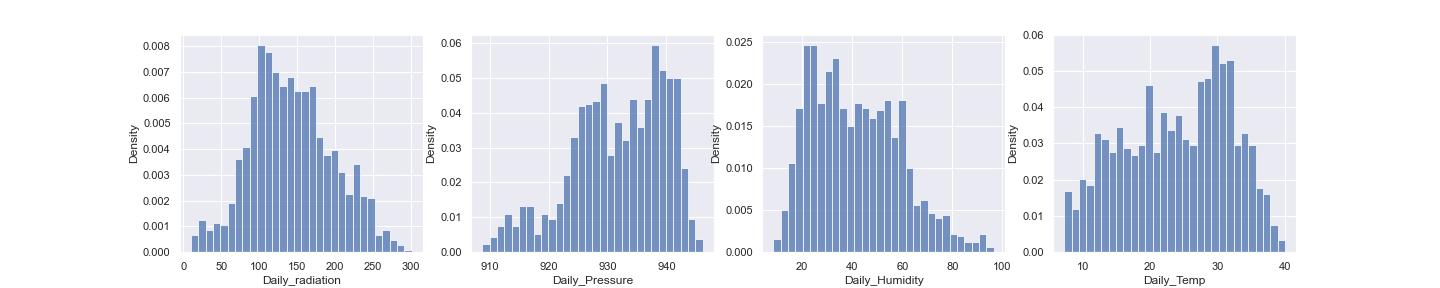 0.008
0.007
0.006
0.005
0.004
0.003
0.002
0.001
0.000
Density
0 50 100 150 200 250 300
Daily_radiation
0.06
0.05
0.04
0.03
0.02
0.01
0.00
Density
910 920 930 940
Daily_Pressure
0.025
0.020
0.015
0.010
0.005
0.000
Density
20 40 60 80 100
Daily_Humidity
0.06
0.05
0.04
0.03
0.02
0.01
0.00
Density
10 20 30 40
Daily_Temp